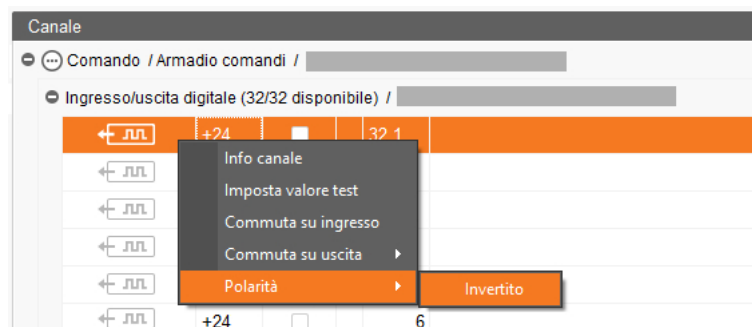 Canale
Comando / Armadio comandi /
Ingresso/uscita digitale (32/32 disponibile) /
+24 32.1
Info canale
Imposta valore test
Commuta su ingresso
Commuta su uscita
Polarità Invertito
+24 6